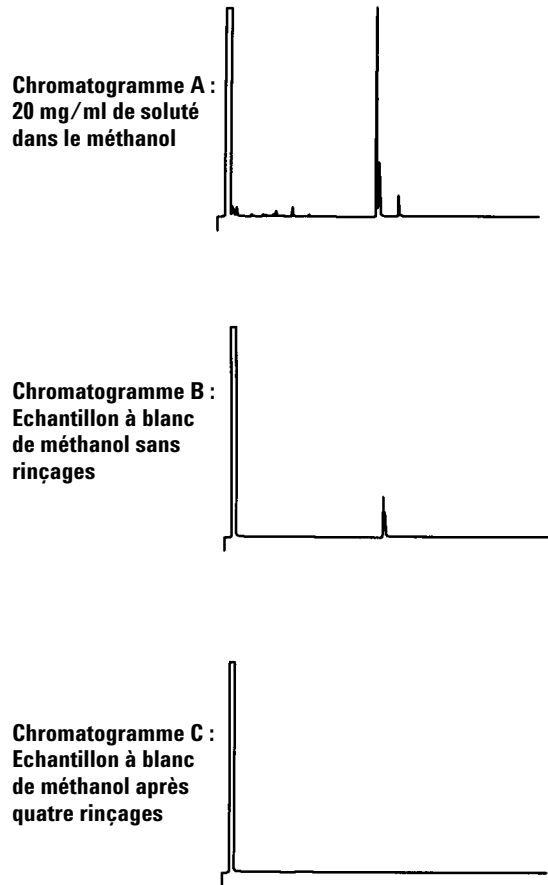 Chromatogramme A :
20 mg/ml de soluté
dans le méthanol
Chromatogramme B :
Echantillon à blanc
de méthanol sans
rinçages
Chromatogramme C :
Echantillon à blanc
de méthanol après
quatre rinçages